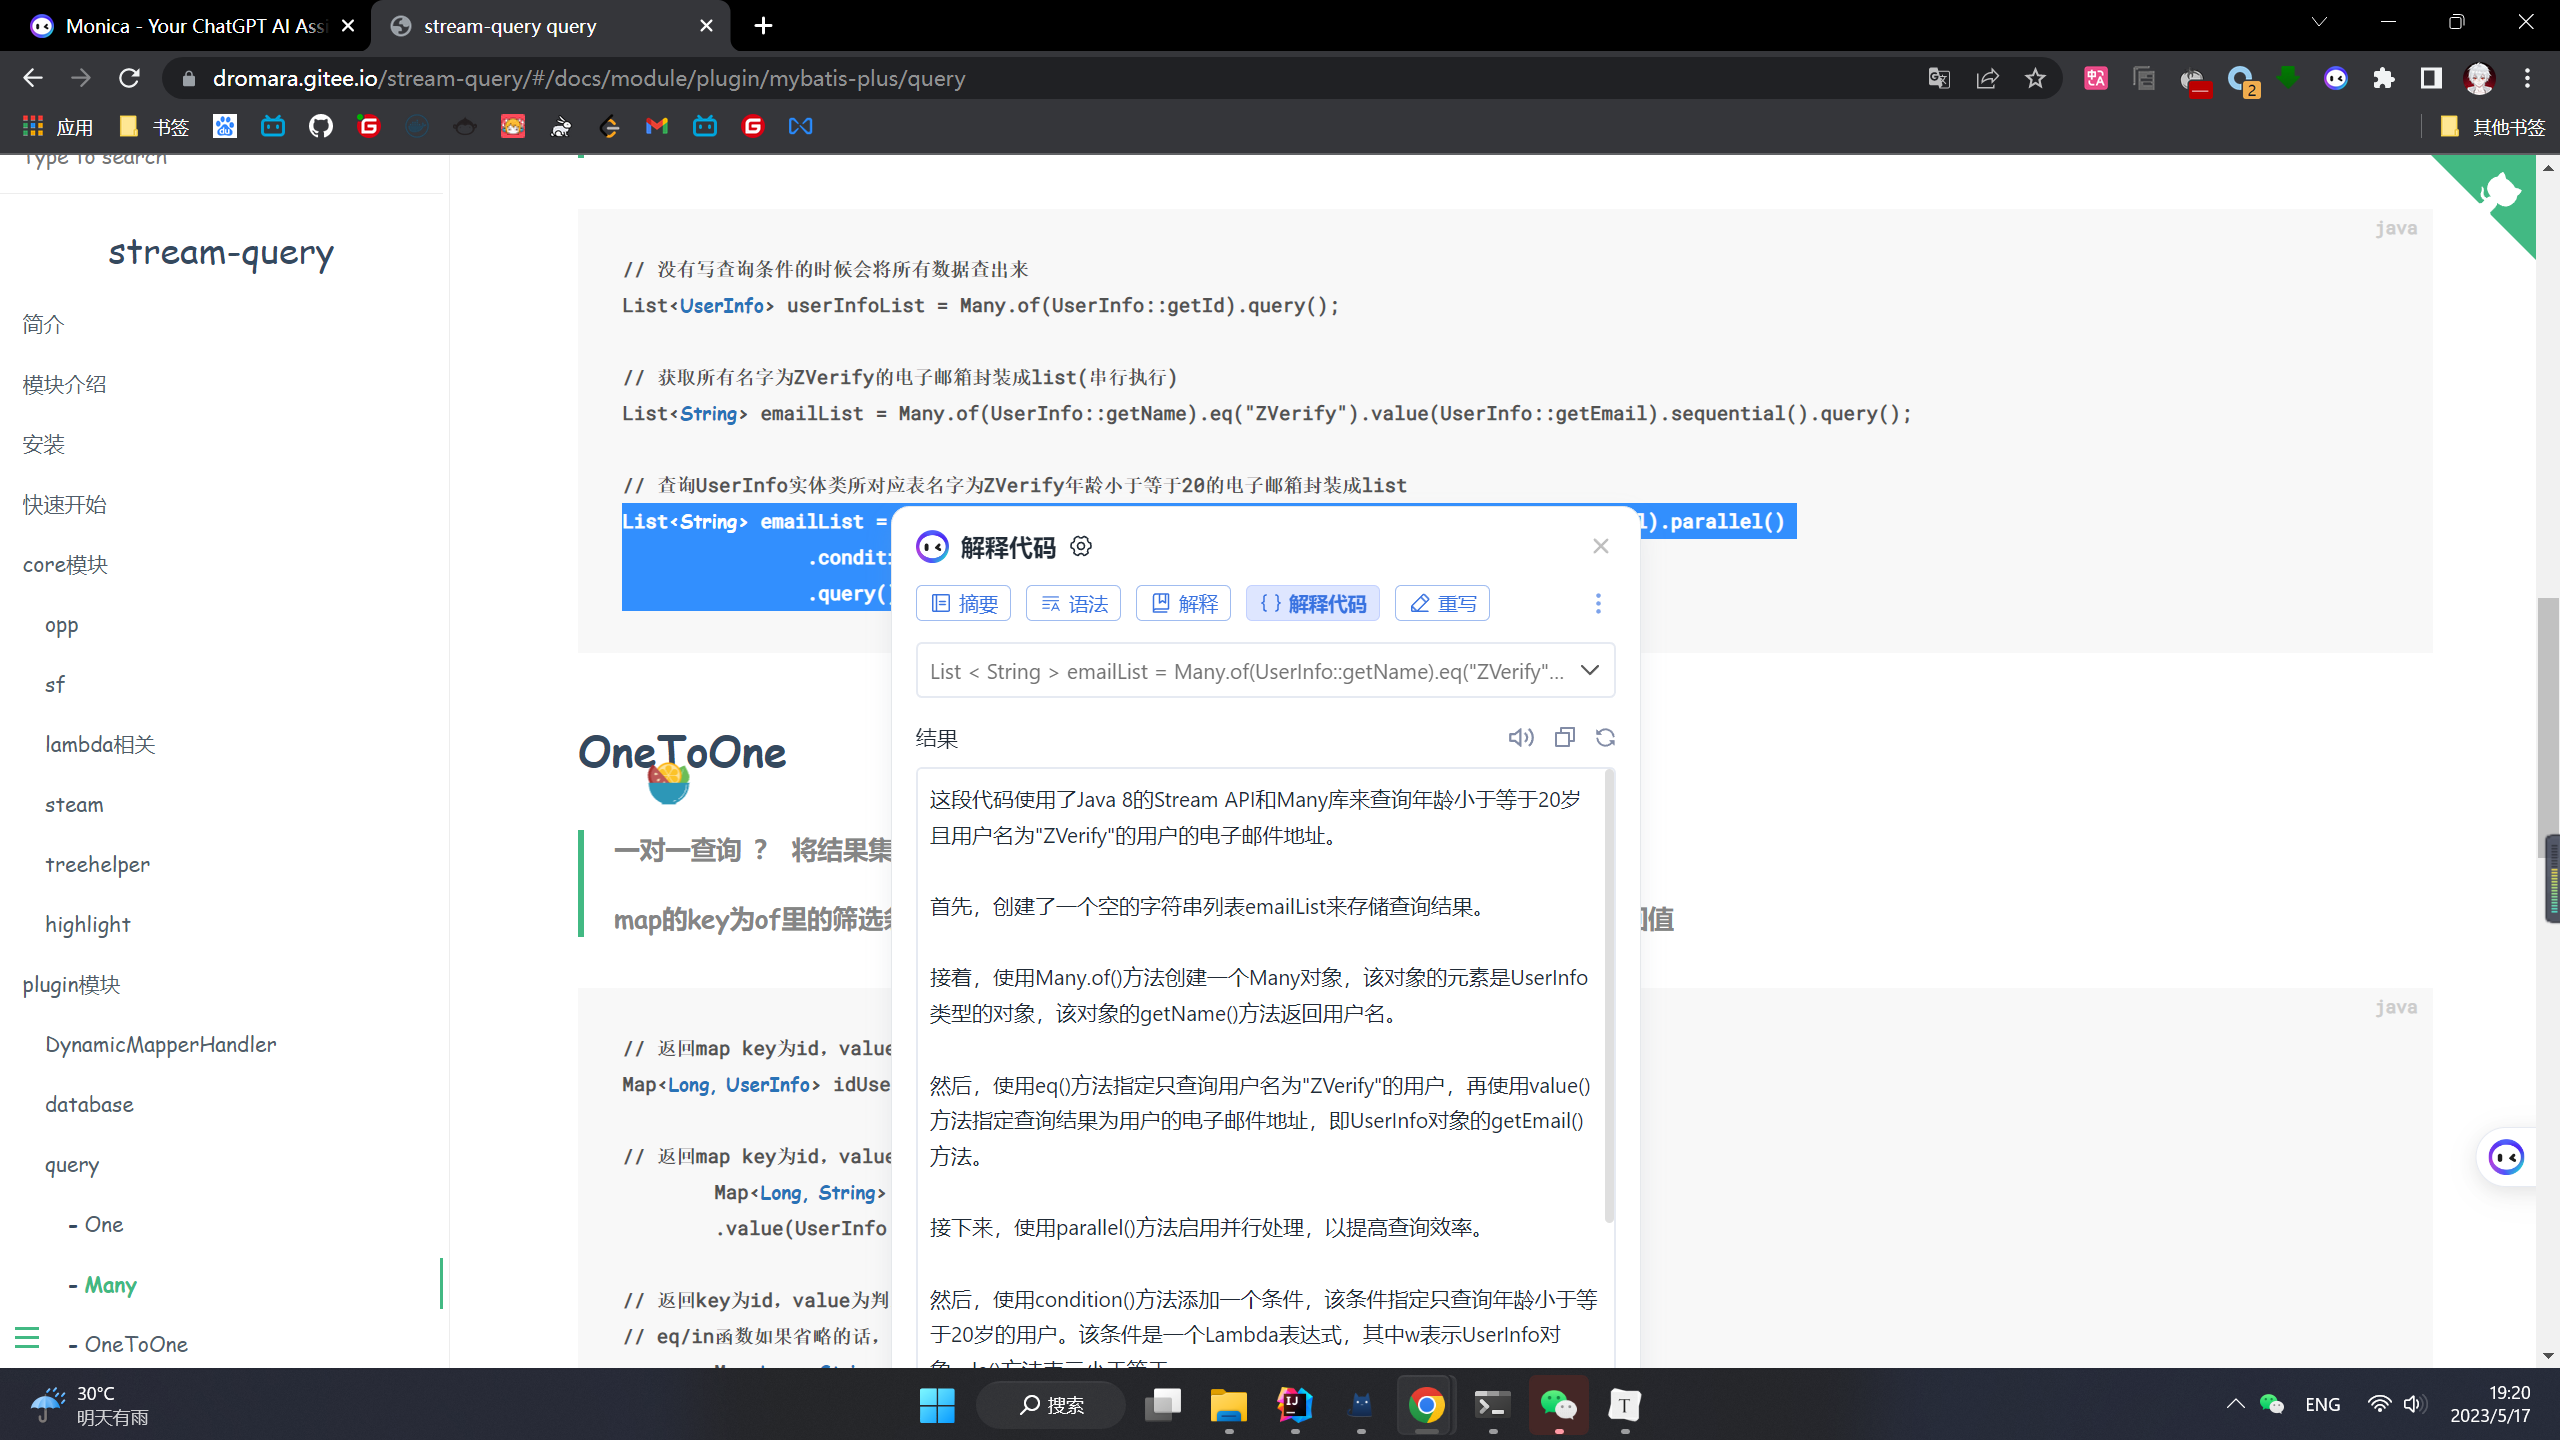 Monica - Your ChatGPT AI Assi
stream-query query
dromara.gitee.io/stream-query/#/docs/module/plugin/mybatis-plus/query
2
应用
书签
其他书签
Type to search
stream-query
简介
模块介绍
安装
快速开始
core模块
opp
sf
lambda相关
steam
treehelper
highlight
plugin模块
DynamicMapperHandler
database
query
- One
- Many
- OneToOne
java
// 没有写查询条件的时候会将所有数据查出来
List<UserInfo> userInfoList = Many.of(UserInfo::getId).query();
// 获取所有名字为ZVerify的电子邮箱封装成list(串行执行)
List<String> emailList = Many.of(UserInfo::getName).eq("ZVerify").value(UserInfo::getEmail).sequential().query();
// 查询UserInfo实体类所对应表名字为ZVerify年龄小于等于20的电子邮箱封装成list
List<String> emailList = l).parallel()
.conditi
.query()
解释代码
摘要
语法
解释
{ } 解释代码
重写
List < String > emailList = Many.of(UserInfo::getName).eq("ZVerify"...
结果
这段代码使用了Java 8的Stream API和Many库来查询年龄小于等于20岁
且用户名为"ZVerify"的用户的电子邮件地址。
首先，创建了一个空的字符串列表emailList来存储查询结果。
接着，使用Many.of()方法创建一个Many对象，该对象的元素是UserInfo
类型的对象，该对象的getName()方法返回用户名。
然后，使用eq()方法指定只查询用户名为"ZVerify"的用户，再使用value()
方法指定查询结果为用户的电子邮件地址，即UserInfo对象的getEmail()
方法。
接下来，使用parallel()方法启用并行处理，以提高查询效率。
然后，使用condition()方法添加一个条件，该条件指定只查询年龄小于等
于20岁的用户。该条件是一个Lambda表达式，其中w表示UserInfo对
OneToOne
一对一查询 ？ 将结果集
map的key为of里的筛选条 值
java
// 返回map key为id，value
Map<Long, UserInfo> idUse
// 返回map key为id，value
Map<Long, String>
.value(UserInfo
// 返回key为id，value为判
// eq/in函数如果省略的话，
30°C
明天有雨
搜索
ENG
19:20
2023/5/17